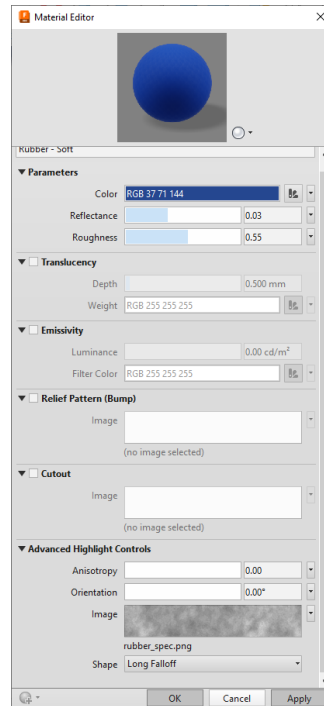 Material Editor
Rubber - Soft
Parameters
Color RGB 37 71 144
Reflectance 0.03
Roughness 0.55
Translucency
Depth 0.500 mm
Weight RGB 255 255 255
Emissivity
Luminance 0.00 cd/m²
Filter Color RGB 255 255 255
Relief Pattern (Bump)
Image
(no image selected)
Cutout
Image
(no image selected)
Advanced Highlight Controls
Anisotropy 0.00
Orientation 0.00°
Image
rubber_spec.png
Shape Long Falloff
OK Cancel Apply